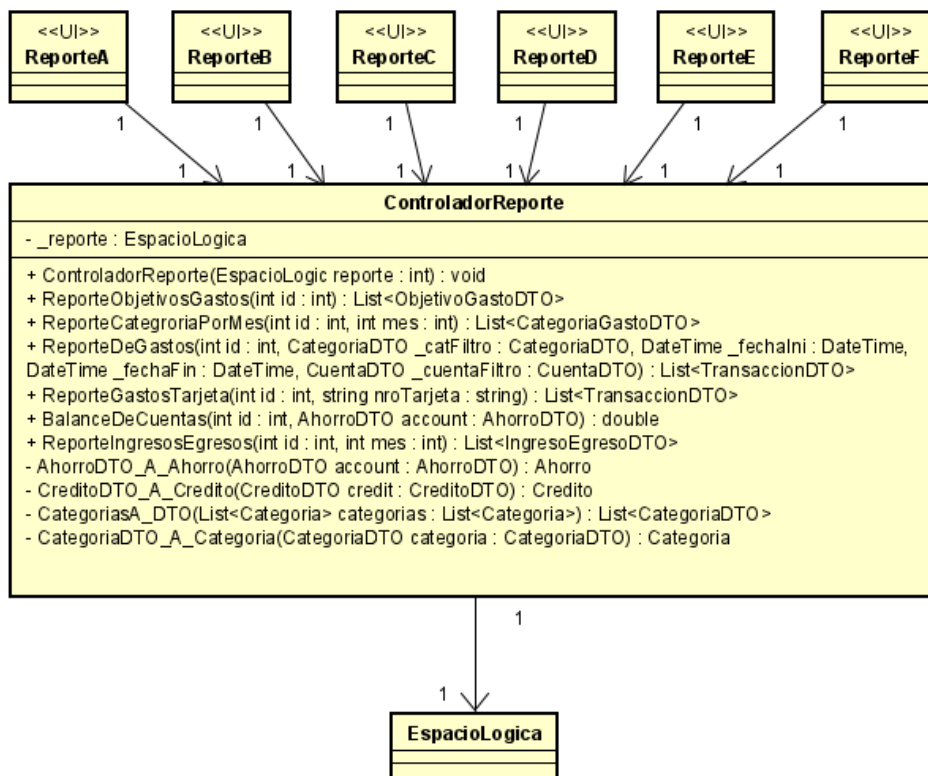 <<UI>> <<UI>> <<UI>> <<UI>> <<UI>> <<UI>>
ReporteA ReporteB ReporteC ReporteD ReporteE ReporteF
1 1 1 1 1 1
1 1 1 1 1 1
ControladorReporte
- _reporte : EspacioLogica
+ ControladorReporte(EspacioLogic reporte : int) : void
+ ReporteObjetivosGastos(int id : int) : List<ObjetivoGastoDTO>
+ ReporteCategroriaPorMes(int id : int, int mes : int) : List<CategoriaGastoDTO>
+ ReporteDeGastos(int id : int, CategoriaDTO _catFiltro : CategoriaDTO, DateTime _fechaIni : DateTime,
DateTime _fechaFin : DateTime, CuentaDTO _cuentaFiltro : CuentaDTO) : List<TransaccionDTO>
+ ReporteGastosTarjeta(int id : int, string nroTarjeta : string) : List<TransaccionDTO>
+ BalanceDeCuentas(int id : int, AhorroDTO account : AhorroDTO) : double
+ ReporteIngresosEgresos(int id : int, int mes : int) : List<IngresoEgresoDTO>
- AhorroDTO_A_Ahorro(AhorroDTO account : AhorroDTO) : Ahorro
- CreditoDTO_A_Credito(CreditoDTO credit : CreditoDTO) : Credito
- CategoriasA_DTO(List<Categoria> categorias : List<Categoria>) : List<CategoriaDTO>
- CategoriaDTO_A_Categoria(CategoriaDTO categoria : CategoriaDTO) : Categoria
1
1
EspacioLogica